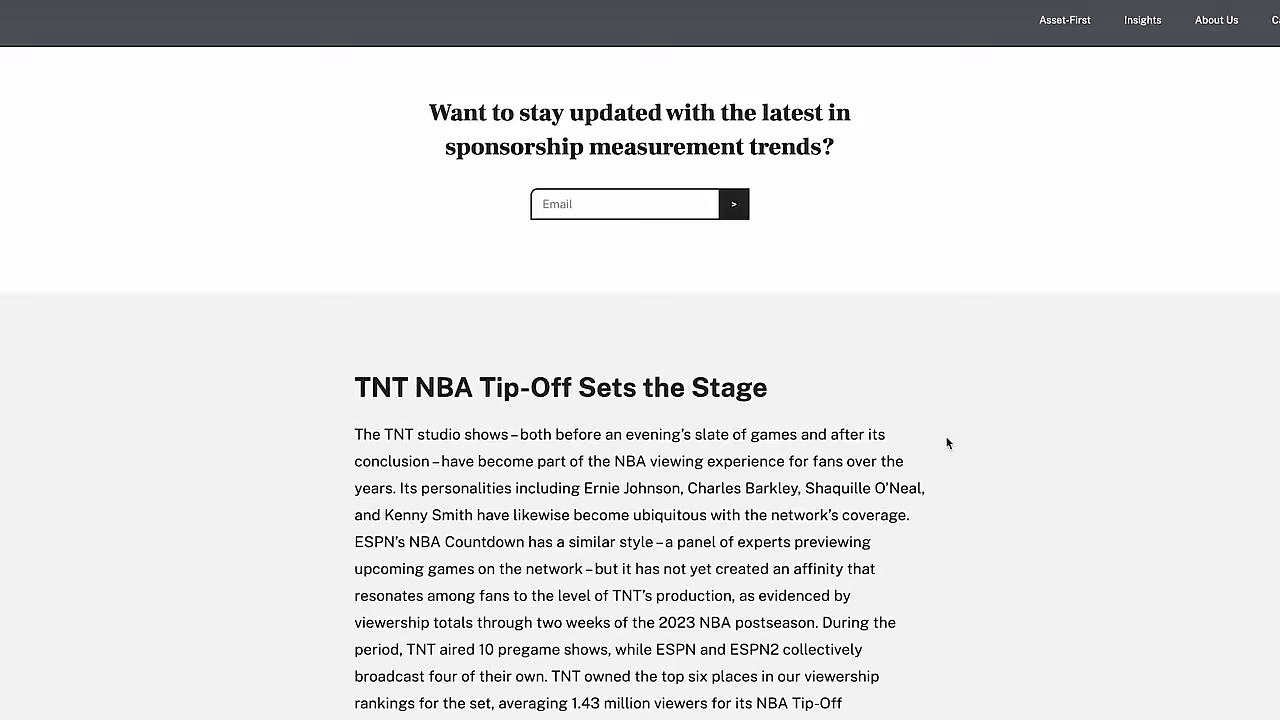 Asset-First Insights About Us
Want to stay updated with the latest in
sponsorship measurement trends?
Email >
TNT NBA Tip-Off Sets the Stage
The TNT studio shows – both before an evening’s slate of games and after its
conclusion – have become part of the NBA viewing experience for fans over the
years. Its personalities including Ernie Johnson, Charles Barkley, Shaquille O’Neal,
and Kenny Smith have likewise become ubiquitous with the network’s coverage.
ESPN’s NBA Countdown has a similar style – a panel of experts previewing
upcoming games on the network – but it has not yet created an affinity that
resonates among fans to the level of TNT’s production, as evidenced by
viewership totals through two weeks of the 2023 NBA postseason. During the
period, TNT aired 10 pregame shows, while ESPN and ESPN2 collectively
broadcast four of their own. TNT owned the top six places in our viewership
rankings for the set, averaging 1.43 million viewers for its NBA Tip-Off